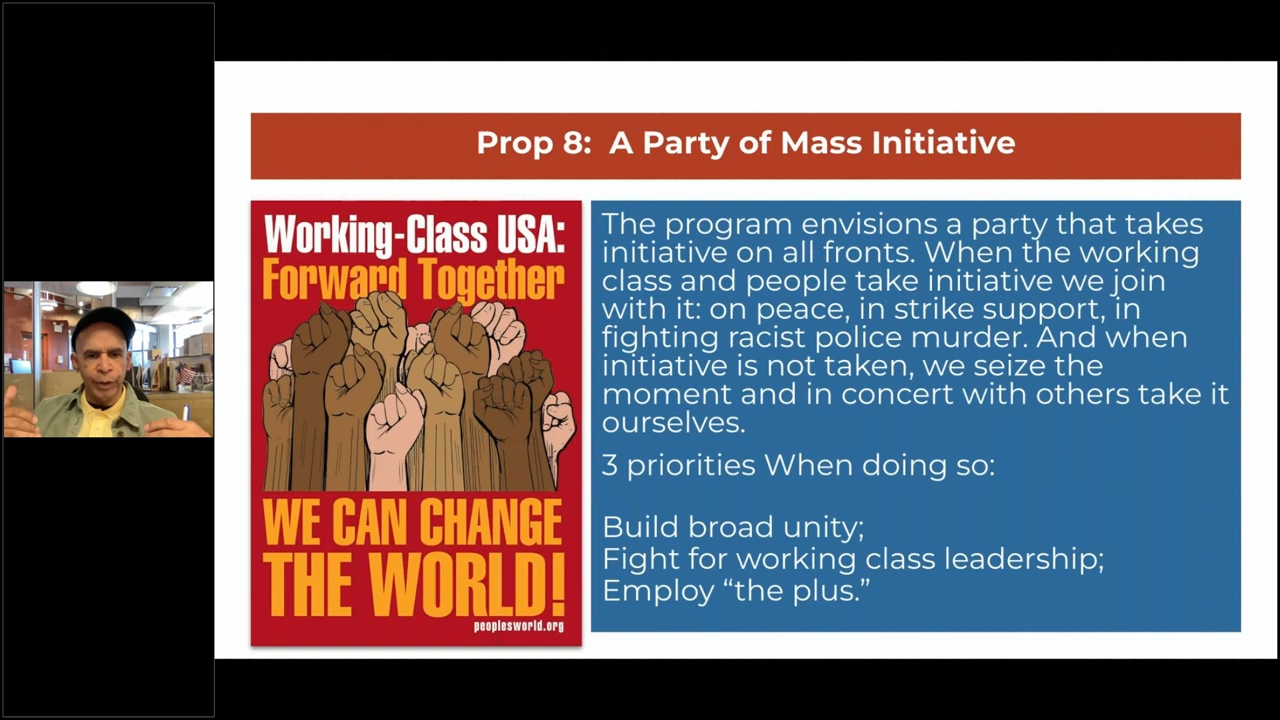 Prop 8:  A Party of Mass Initiative
Working-Class USA:
Forward Together
WE CAN CHANGE
THE WORLD!
peoplesworld.org
The program envisions a party that takes
initiative on all fronts. When the working
class and people take initiative we join
with it: on peace, in strike support, in
fighting racist police murder. And when
initiative is not taken, we seize the
moment and in concert with others take it
ourselves.
3 priorities When doing so:
Build broad unity;
Fight for working class leadership;
Employ “the plus.”